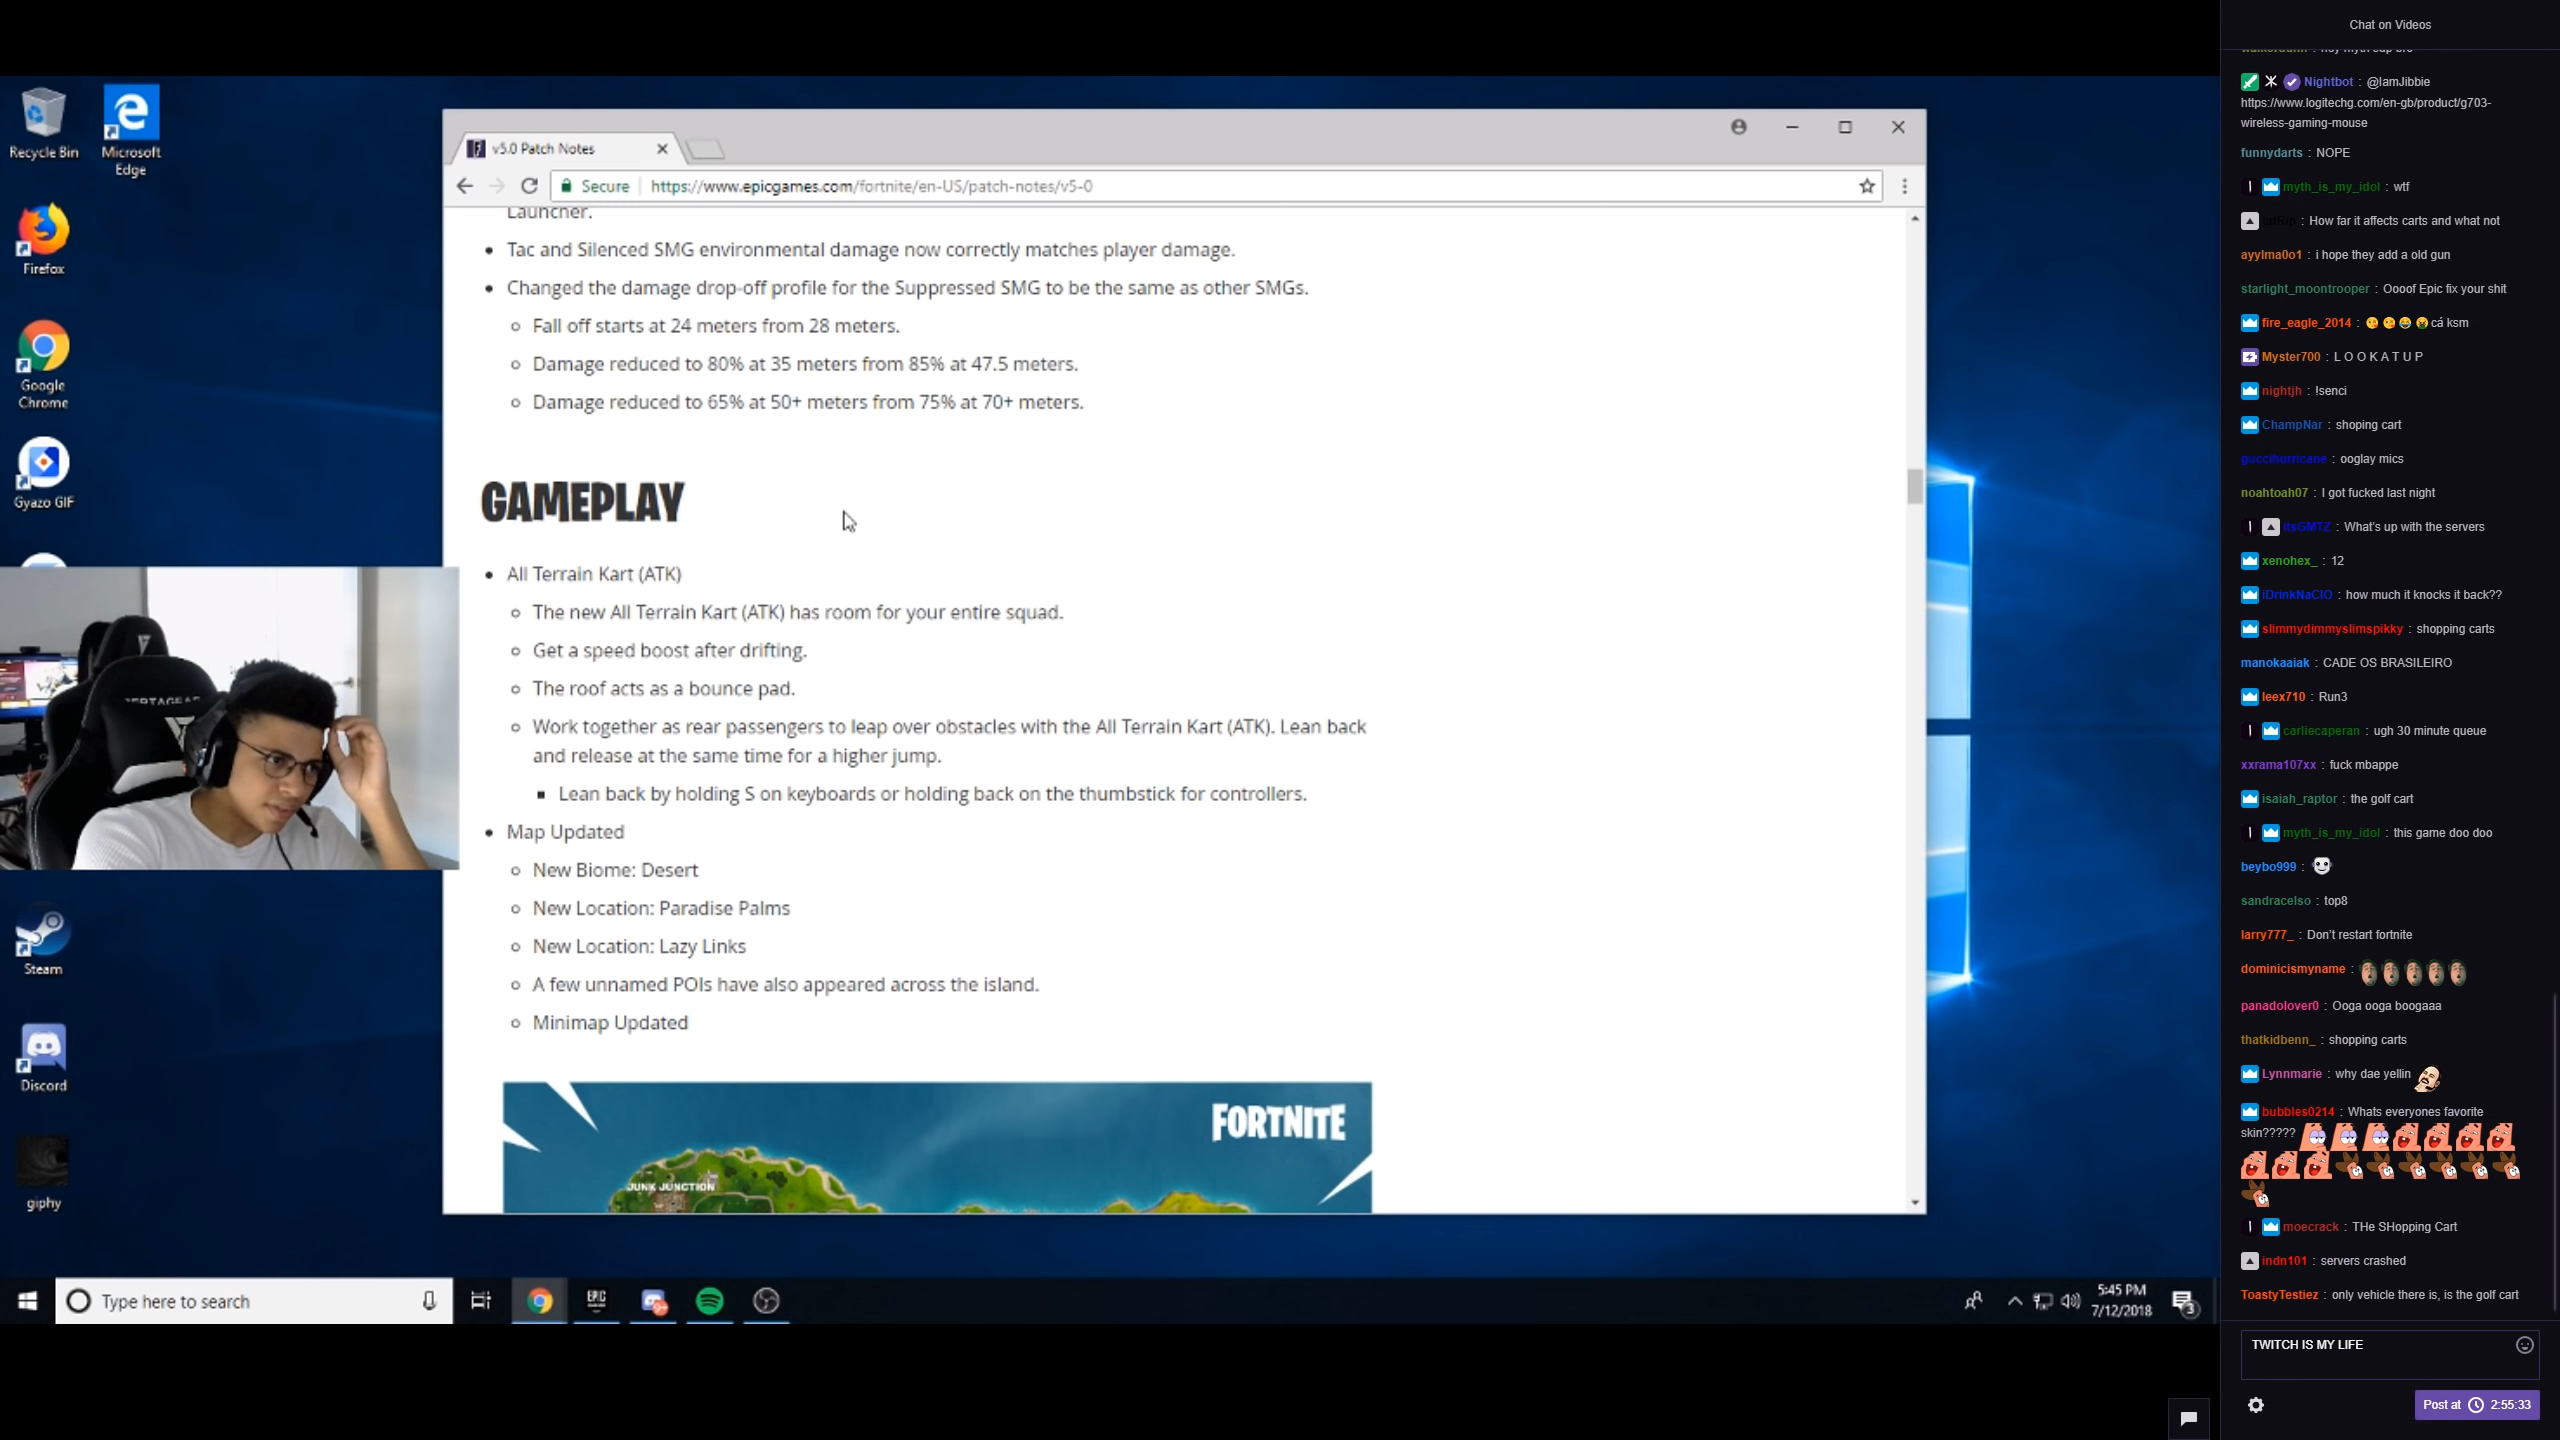 Recycle Bin
Microsoft
Edge
Firefox
Google
Chrome
Gyazo GIF
Steam
Discord
giphy
v5.0 Patch Notes
Secure
https://www.epicgames.com/fortnite/en-US/patch-notes/v5-0
Launcher.
• Tac and Silenced SMG environmental damage now correctly matches player damage.
• Changed the damage drop-off profile for the Suppressed SMG to be the same as other SMGs.
Fall off starts at 24 meters from 28 meters.
Damage reduced to 80% at 35 meters from 85% at 47.5 meters.
Damage reduced to 65% at 50+ meters from 75% at 70+ meters.
GAMEPLAY
• All Terrain Kart (ATK)
The new All Terrain Kart (ATK) has room for your entire squad.
Get a speed boost after drifting.
The roof acts as a bounce pad.
Work together as rear passengers to leap over obstacles with the All Terrain Kart (ATK). Lean back
and release at the same time for a higher jump.
Lean back by holding S on keyboards or holding back on the thumbstick for controllers.
• Map Updated
New Biome: Desert
New Location: Paradise Palms
New Location: Lazy Links
A few unnamed POIs have also appeared across the island.
Minimap Updated
FORTNITE
JUNK JUNCTION
Type here to search
EPIC
5:45 PM
7/12/2018
3
Chat on Videos
Nightbot : @IamJibbie
https://www.logitechg.com/en-gb/product/g703-
wireless-gaming-mouse
funnydarts : NOPE
myth_is_my_idol : wtf
: How far it affects carts and what not
ayylma0o1 : i hope they add a old gun
starlight_moontrooper : Oooof Epic fix your shit
fire_eagle_2014 : 😘😘😂🤮cá ksm
Myster700 : L O O K A T U P
nightjh : !senci
ChampNar : shoping cart
guccihurricane : ooglay mics
noahtoah07 : I got fucked last night
itsGMTZ : What's up with the servers
xenohex_ : 12
iDrinkNaClO : how much it knocks it back??
slimmydimmyslimspikky : shopping carts
manokaaiak : CADE OS BRASILEIRO
leex710 : Run3
carliecaperan : ugh 30 minute queue
xxrama107xx : fuck mbappe
isaiah_raptor : the golf cart
myth_is_my_idol : this game doo doo
beybo999 :
sandracelso : top8
larry777_ : Don't restart fortnite
dominicismyname :
panadolover0 : Ooga ooga boogaaa
thatkidbenn_ : shopping carts
Lynnmarie : why dae yellin
bubbles0214 : Whats everyones favorite
skin?????
moecrack : THe SHopping Cart
indn101 : servers crashed
ToastyTestiez : only vehicle there is, is the golf cart
TWITCH IS MY LIFE
Post at 2:55:33